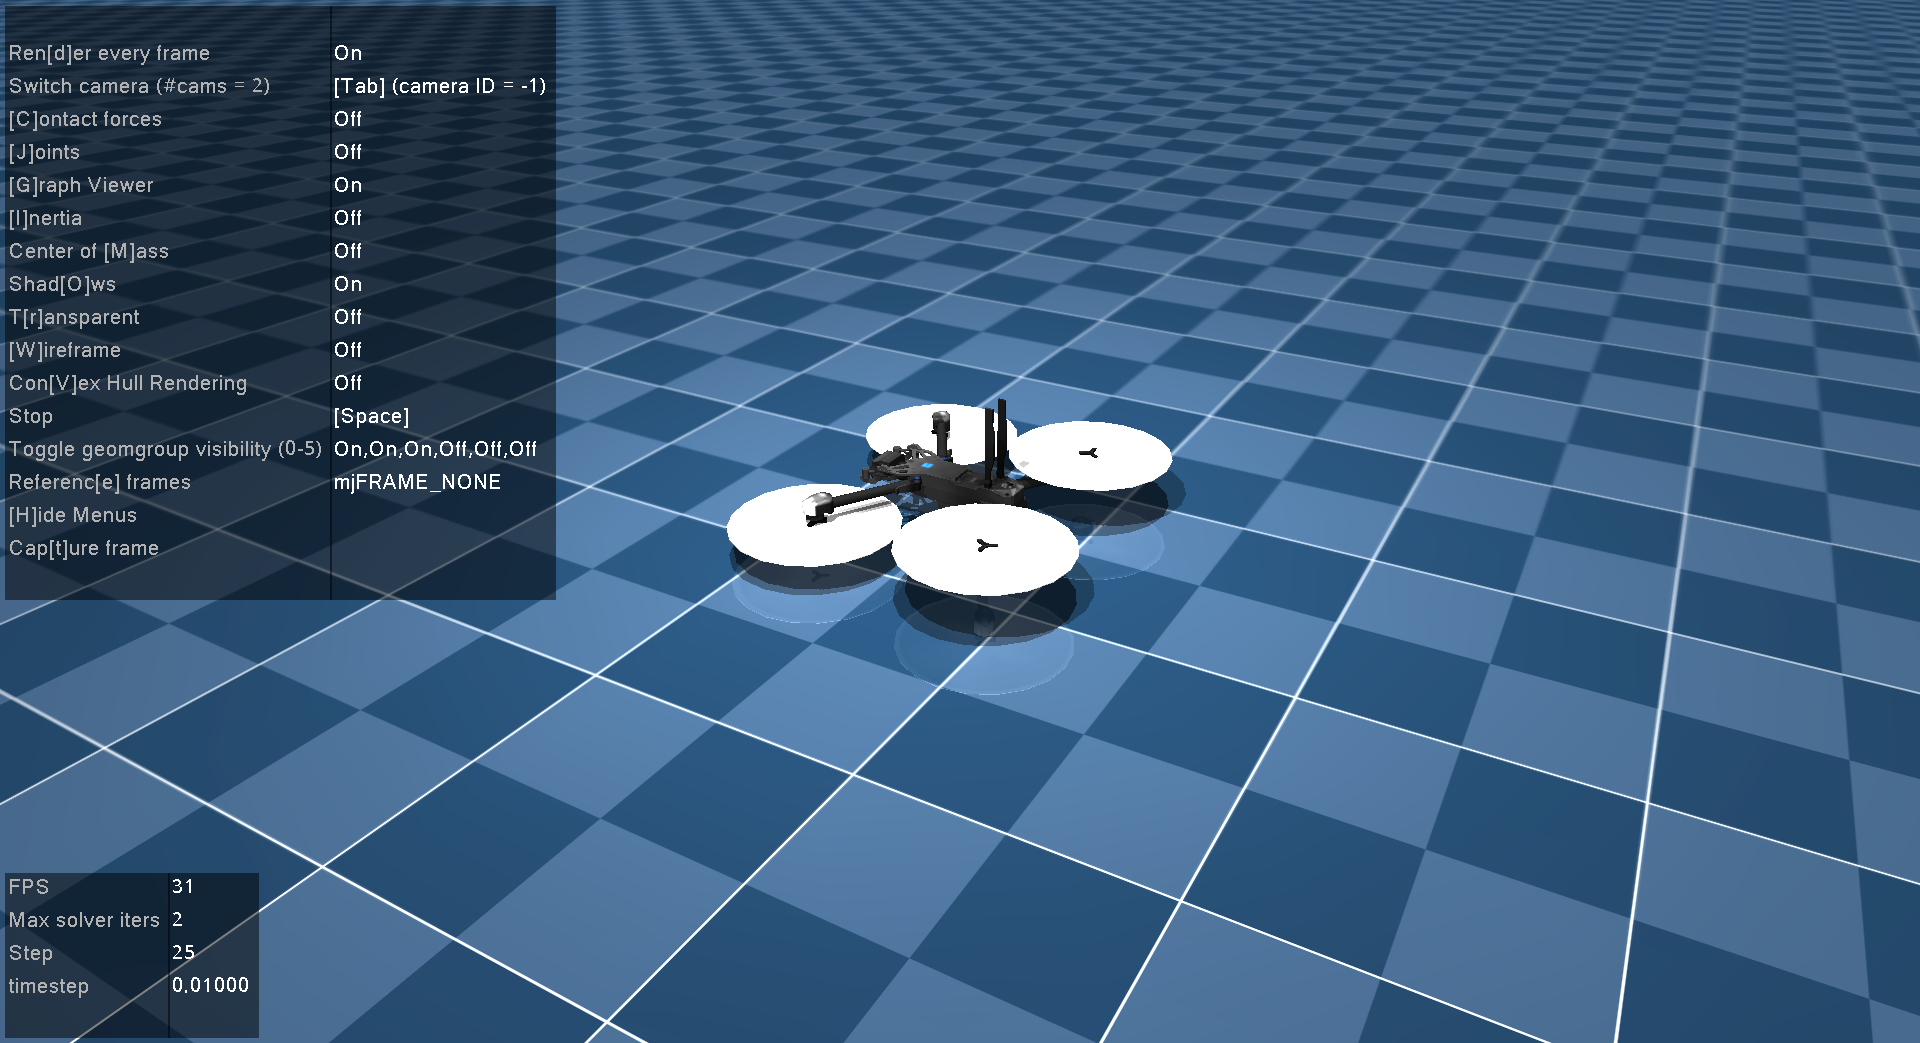 Ren[d]er every frame On
Switch camera (#cams = 2) [Tab] (camera ID = -1)
[C]ontact forces Off
[J]oints Off
[G]raph Viewer On
[I]nertia Off
Center of [M]ass Off
Shad[O]ws On
T[r]ansparent Off
[W]ireframe Off
Con[V]ex Hull Rendering Off
Stop [Space]
Toggle geomgroup visibility (0-5) On,On,On,Off,Off,Off
Referenc[e] frames mjFRAME_NONE
[H]ide Menus
Cap[t]ure frame
FPS 31
Max solver iters 2
Step 25
timestep 0.01000